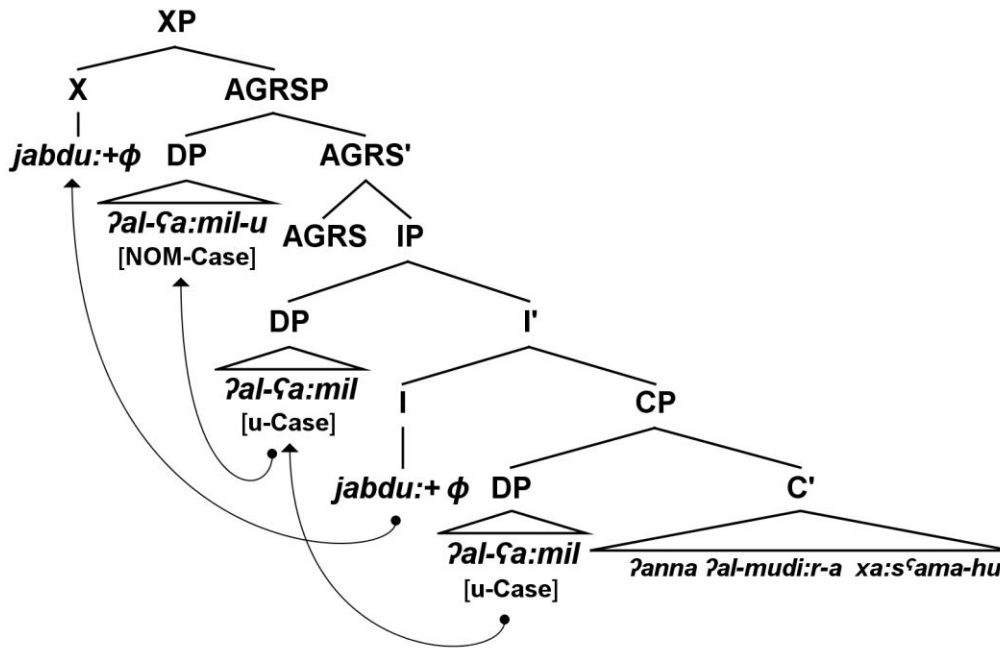 XP
X AGRSP
jabdu:+ϕ DP AGRS'
ʔal-ʕa:mil-u AGRS IP
[NOM-Case]
DP I'
ʔal-ʕa:mil I CP
[u-Case]
jabdu:+ ϕ DP C'
ʔal-ʕa:mil ʔanna ʔal-mudi:r-a xa:sˤama-hu
[u-Case]